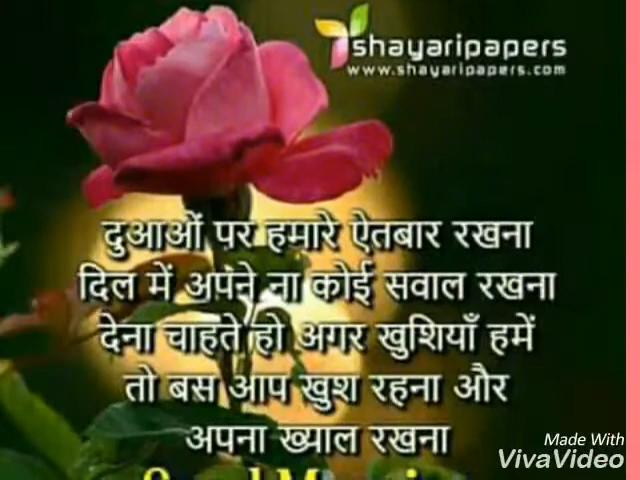 shayaripapers
www.shayaripapers.com
दुआओं पर हमारे ऐतबार रखना
दिल में अपने ना कोई सवाल रखना
देना चाहते हो अगर खुशियाँ हमें
तो बस आप खुश रहना और
अपना ख्याल रखना
Made With
VivaVideo